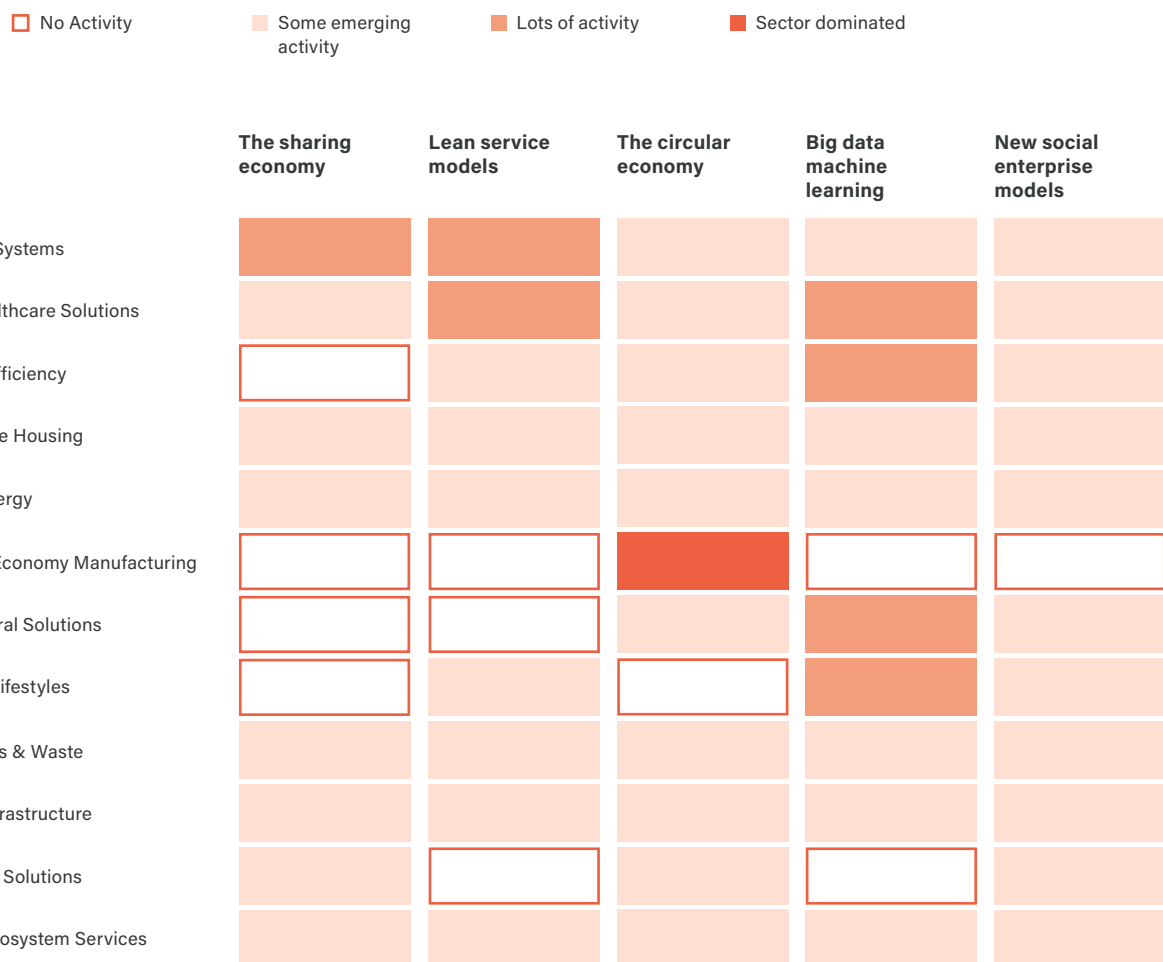 No Activity
Some emerging
activity
Lots of activity
Sector dominated
The sharing
economy
Lean service
models
The circular
economy
Big data
machine
learning
New social
enterprise
models
Systems
lthcare Solutions
fficiency
e Housing
ergy
Economy Manufacturing
ral Solutions
ifestyles
s & Waste
rastructure
Solutions
osystem Services